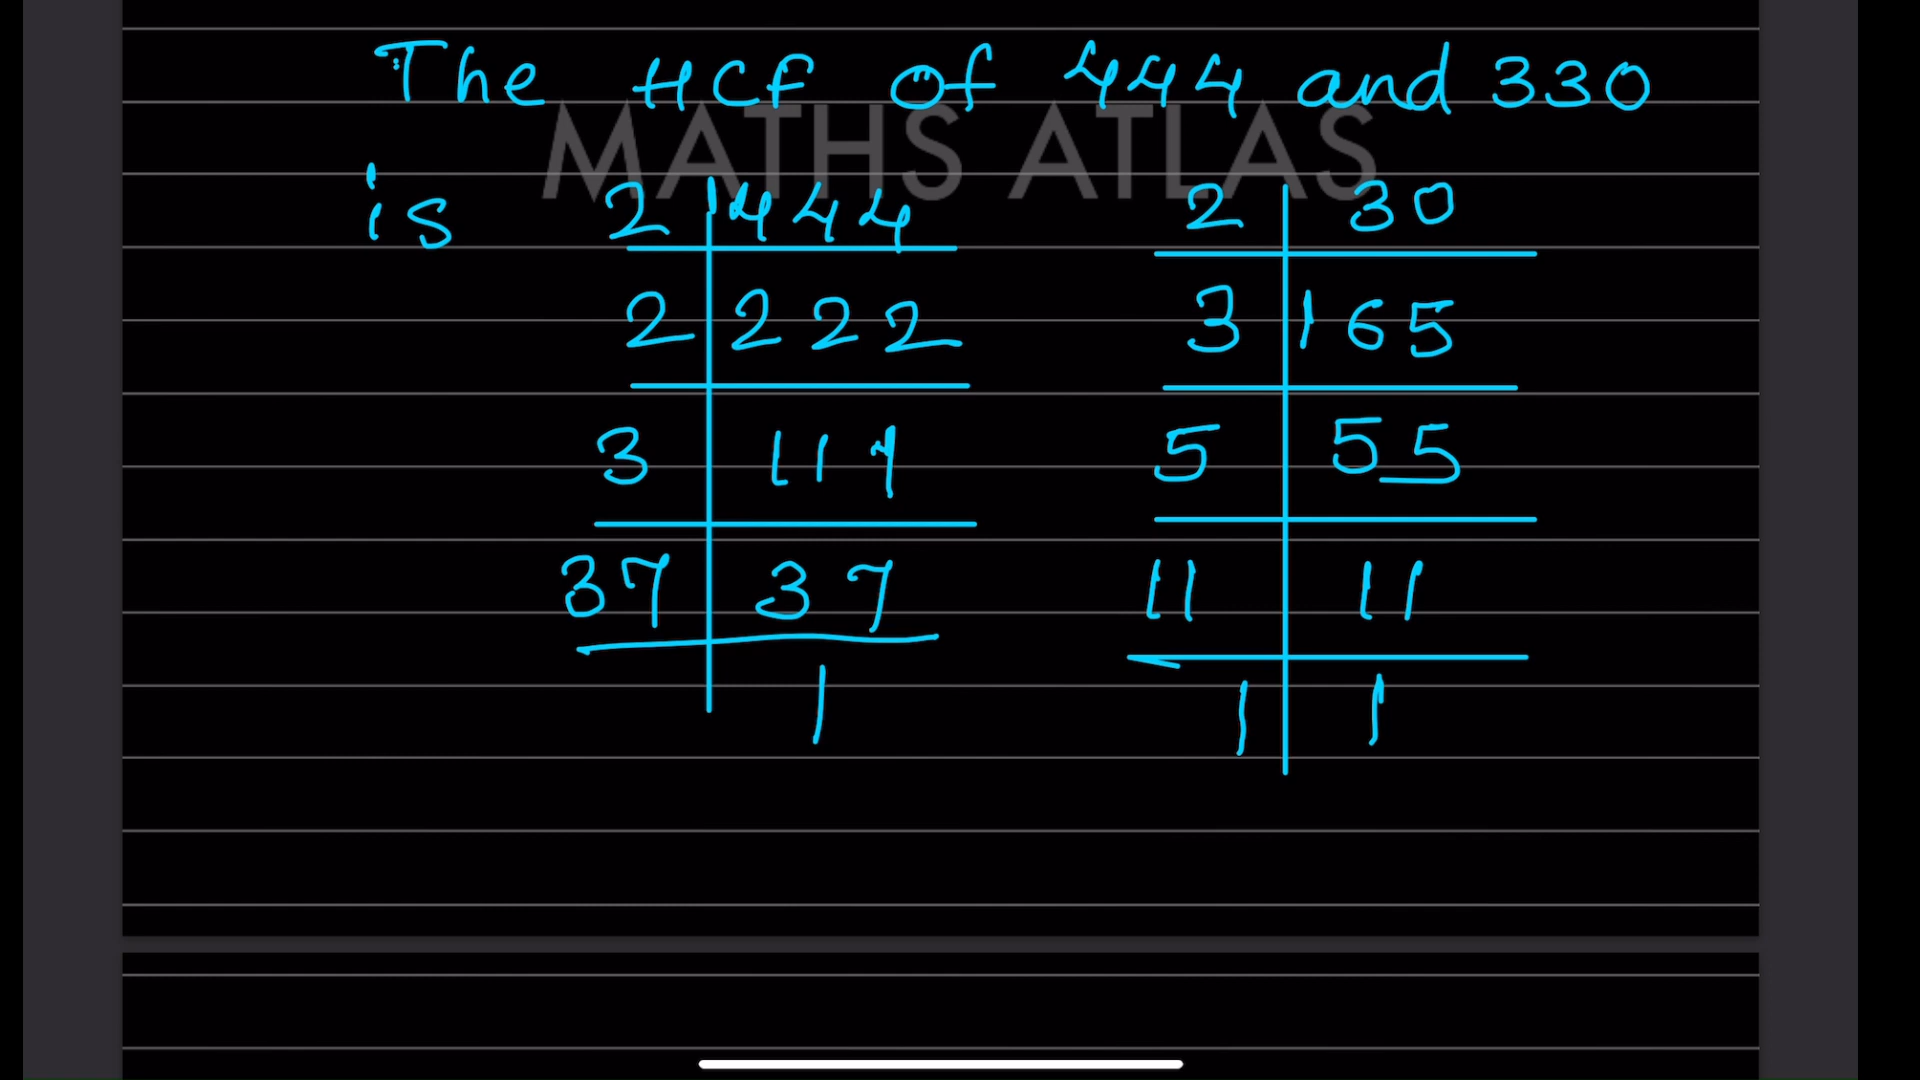 The HCF of 444 and 330
MATHS ATLAS
is 2 444 2 30
2 222 3 165
3 111 5 55
37 37 11 11
1 1 1